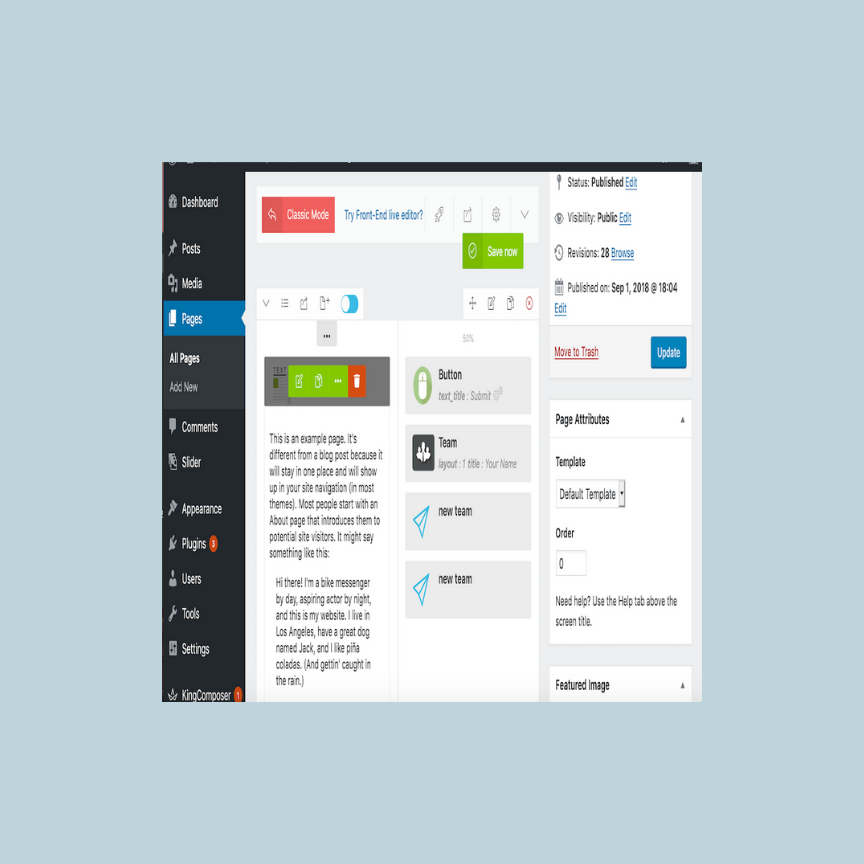 Dashboard
Posts
Media
Pages
All Pages
Add New
Comments
Slider
Appearance
Plugins 3
Users
Tools
Settings
KingComposer 1
Classic Mode
Try Front-End live editor?
Save now
TEXT
This is an example page. It's
different from a blog post because it
will stay in one place and will show
up in your site navigation (in most
themes). Most people start with an
About page that introduces them to
potential site visitors. It might say
something like this:
Hi there! I'm a bike messenger
by day, aspiring actor by night,
and this is my website. I live in
Los Angeles, have a great dog
named Jack, and I like piña
coladas. (And gettin' caught in
the rain.)
50%
Button
text_title : Submit
Team
layout : 1 title : Your Name
new team
new team
Status: Published Edit
Visibility: Public Edit
Revisions: 28 Browse
Published on: Sep 1, 2018 @ 18:04
Edit
Move to Trash
Update
Page Attributes
Template
Default Template
Order
0
Need help? Use the Help tab above the
screen title.
Featured Image